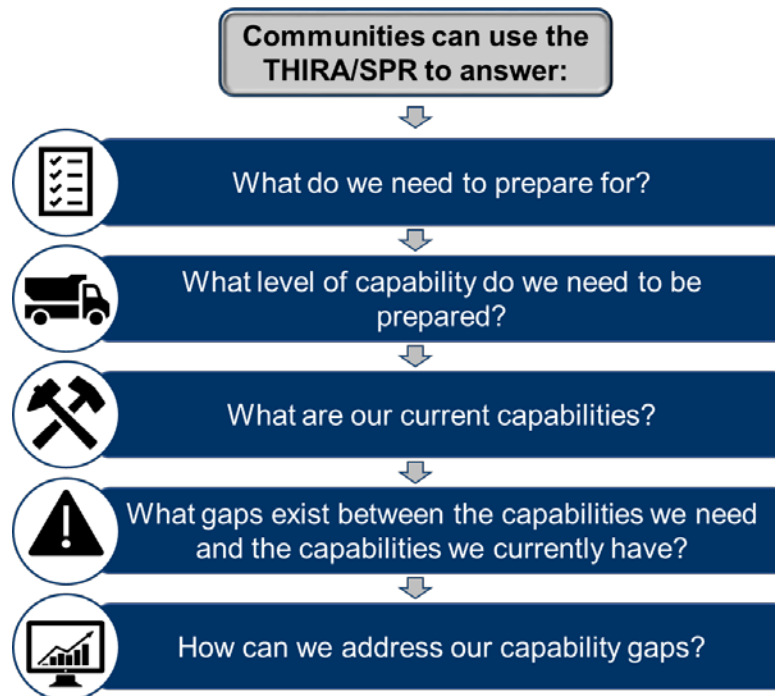 Communities can use the
THIRA/SPR to answer:
What do we need to prepare for?
What level of capability do we need to be
prepared?
What are our current capabilities?
What gaps exist between the capabilities we need
and the capabilities we currently have?
How can we address our capability gaps?